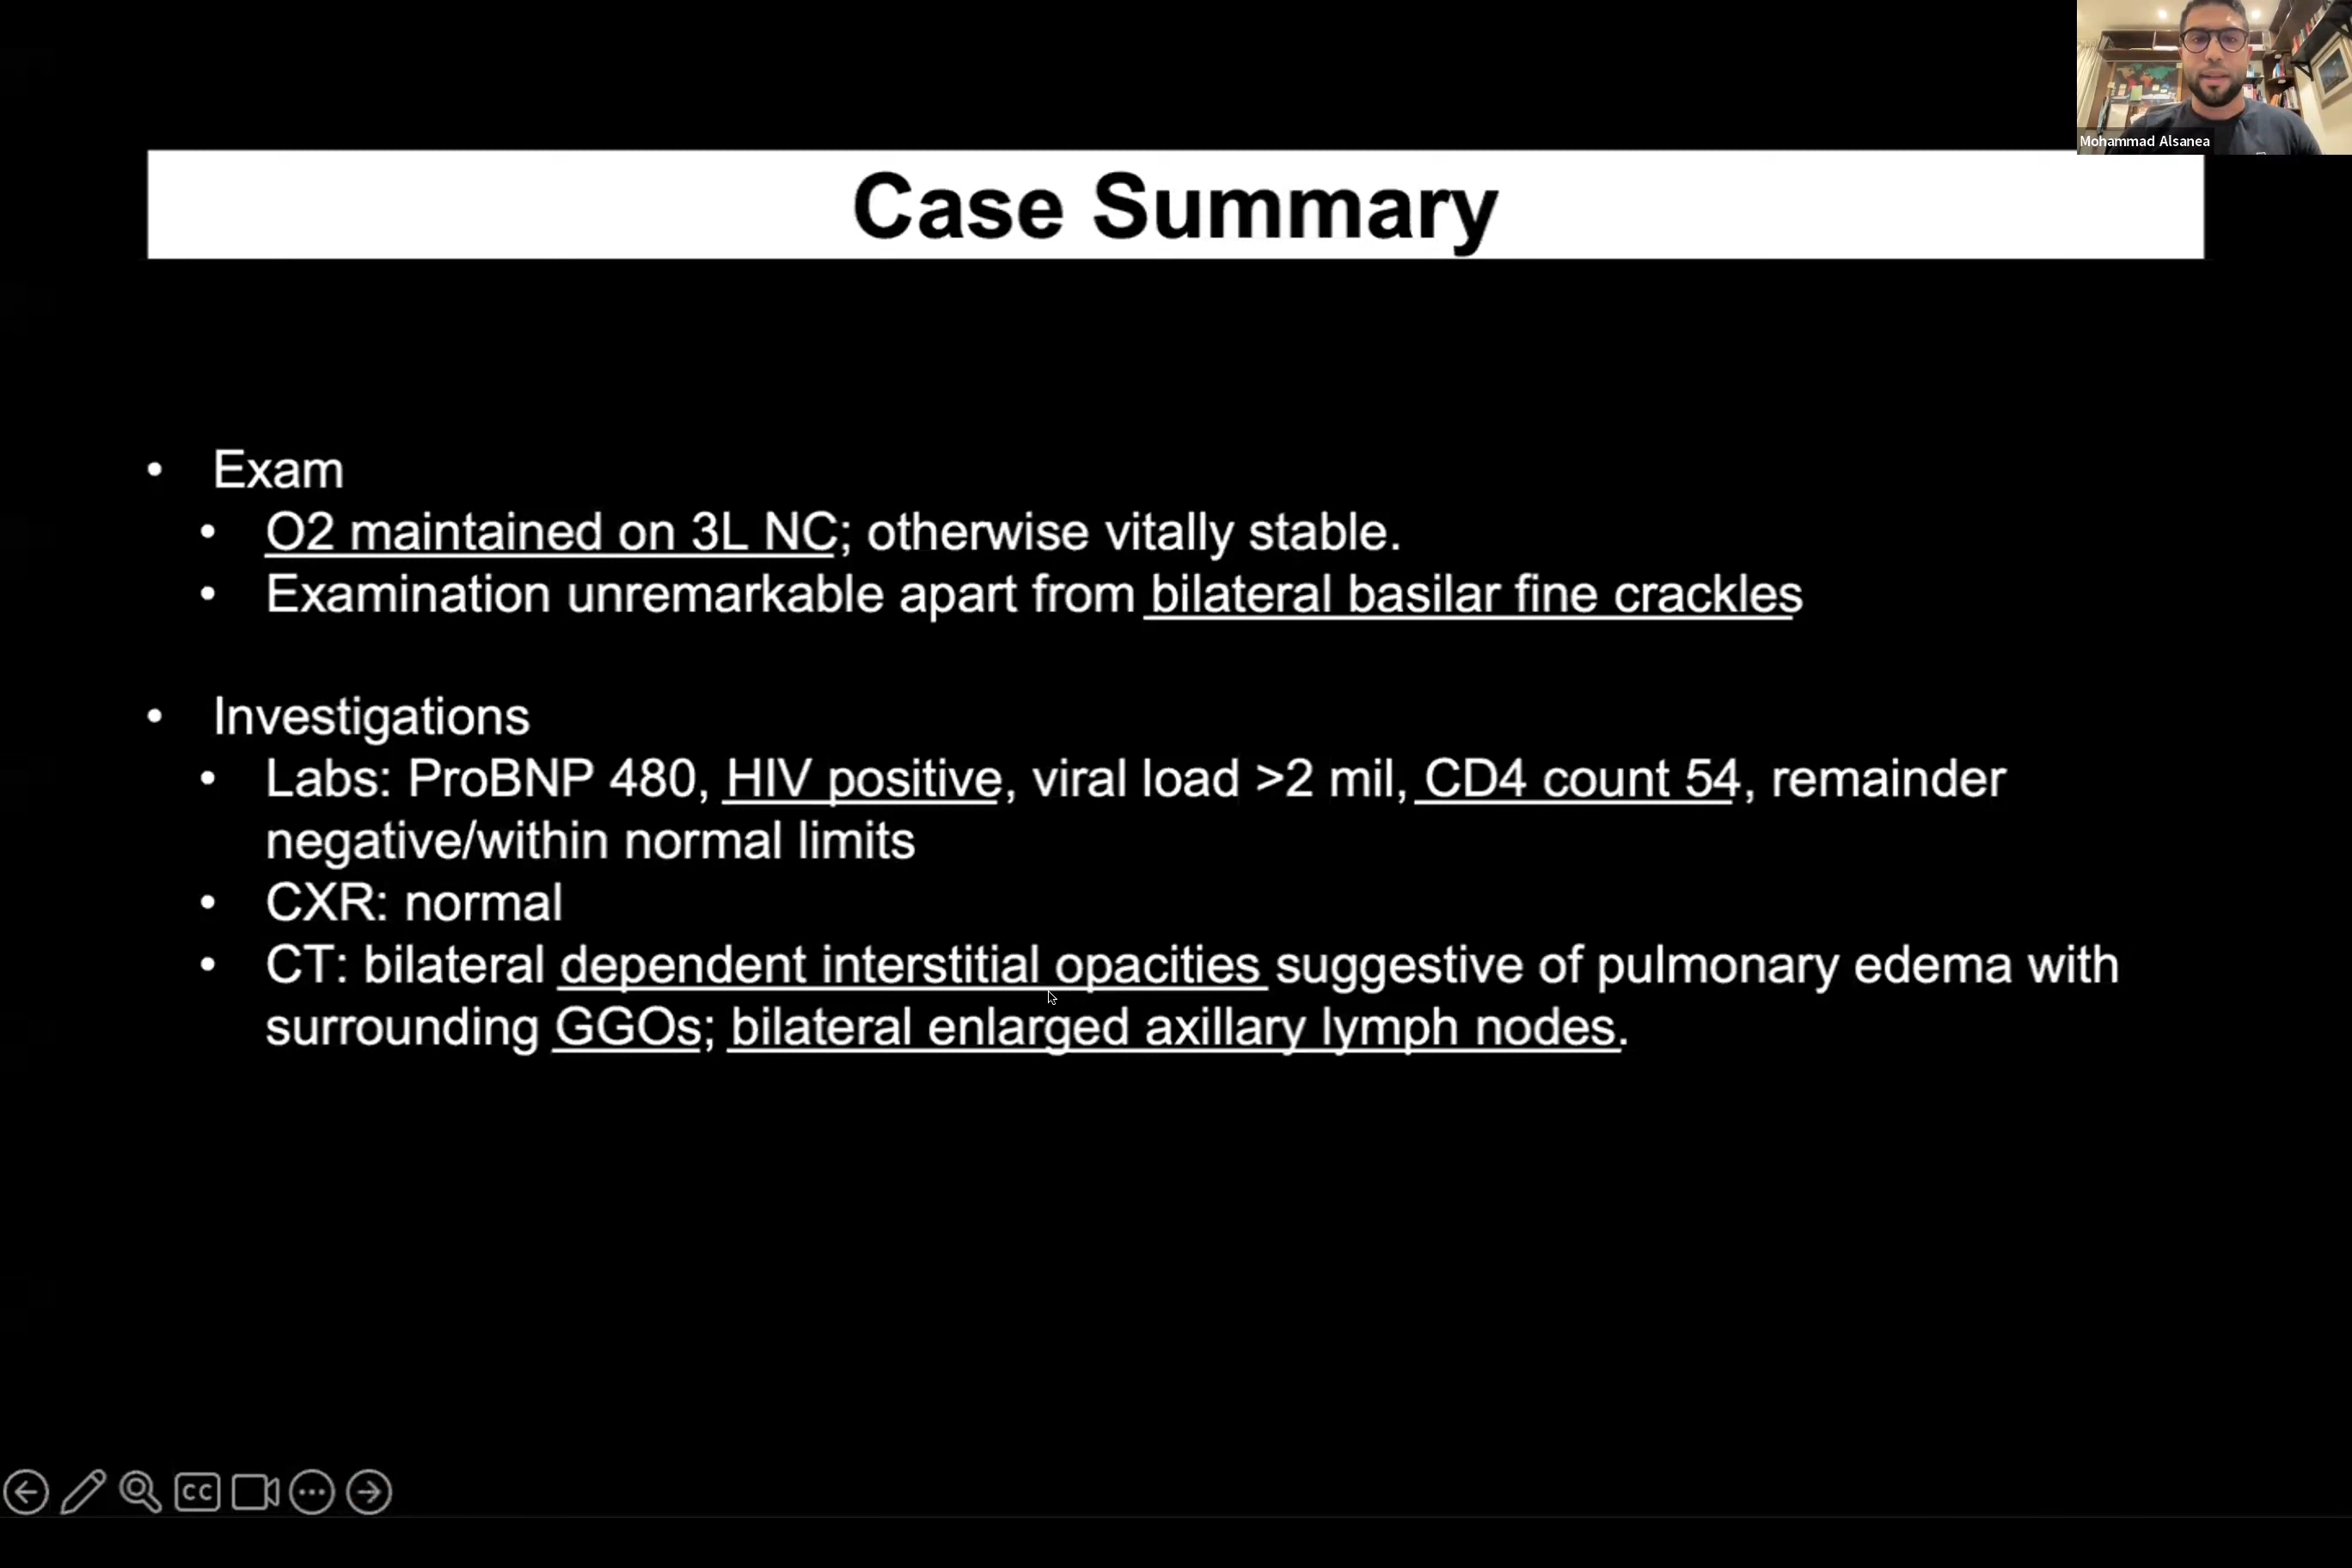 Mohammad Alsanea
Case Summary
• Exam
• O2 maintained on 3L NC; otherwise vitally stable.
• Examination unremarkable apart from bilateral basilar fine crackles
• Investigations
• Labs: ProBNP 480, HIV positive, viral load >2 mil, CD4 count 54, remainder
negative/within normal limits
• CXR: normal
• CT: bilateral dependent interstitial opacities suggestive of pulmonary edema with
surrounding GGOs; bilateral enlarged axillary lymph nodes.
CC